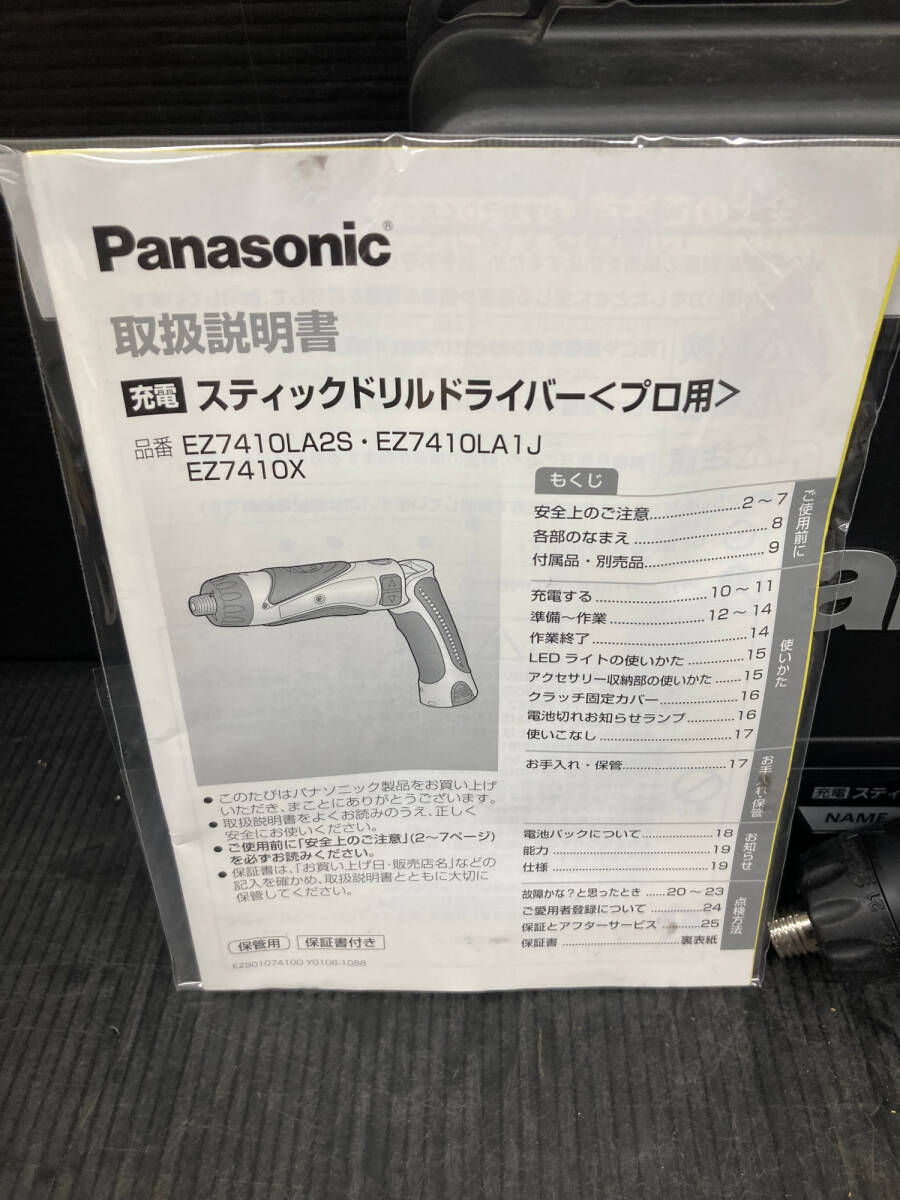 Panasonic®
取扱説明書
充電 スティックドリルドライバー<プロ用>
品番 EZ7410LA2S・EZ7410LA1J
EZ7410X
もくじ
安全上のご注意 2～7
各部のなまえ 8
付属品・別売品 9
ご使用前に
充電する 10～11
準備～作業 12～14
作業終了 14
LEDライトの使いかた 15
アクセサリー収納部の使いかた 15
クラッチ固定カバー 16
電池切れお知らせランプ 16
使いこなし 17
使いかた
お手入れ・保管 17
お手入れ・保管
電池パックについて 18
能力 19
仕様 19
お知らせ
故障かな?と思ったとき 20～23
ご愛用者登録について 24
保証とアフターサービス 25
保証書 裏表紙
点検方法
● このたびはパナソニック製品をお買い上げ
いただき、まことにありがとうございます。
● 取扱説明書をよくお読みのうえ、正しく
安全にお使いください。
● ご使用前に「安全上のご注意」(2～7ページ)
を必ずお読みください。
● 保証書は、「お買い上げ日・販売店名」などの
記入を確かめ、取扱説明書とともに大切に
保管してください。
保管用 保証書付き
EZ90107410D Y0106-1088
充電 スティ
NAME
21